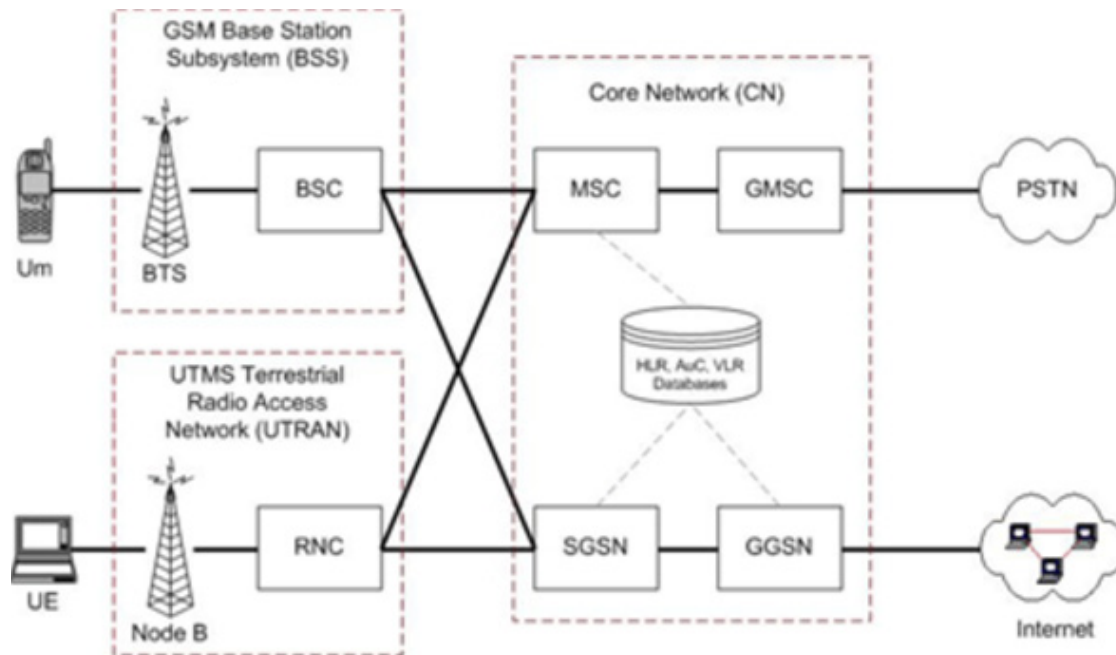 GSM Base Station
Subsystem (BSS)
Core Network (CN)
BSC
MSC
GMSC
PSTN
Um
BTS
HLR, AuC, VLR
Databases
UTMS Terrestrial
Radio Access
Network (UTRAN)
RNC
SGSN
GGSN
UE
Node B
Internet